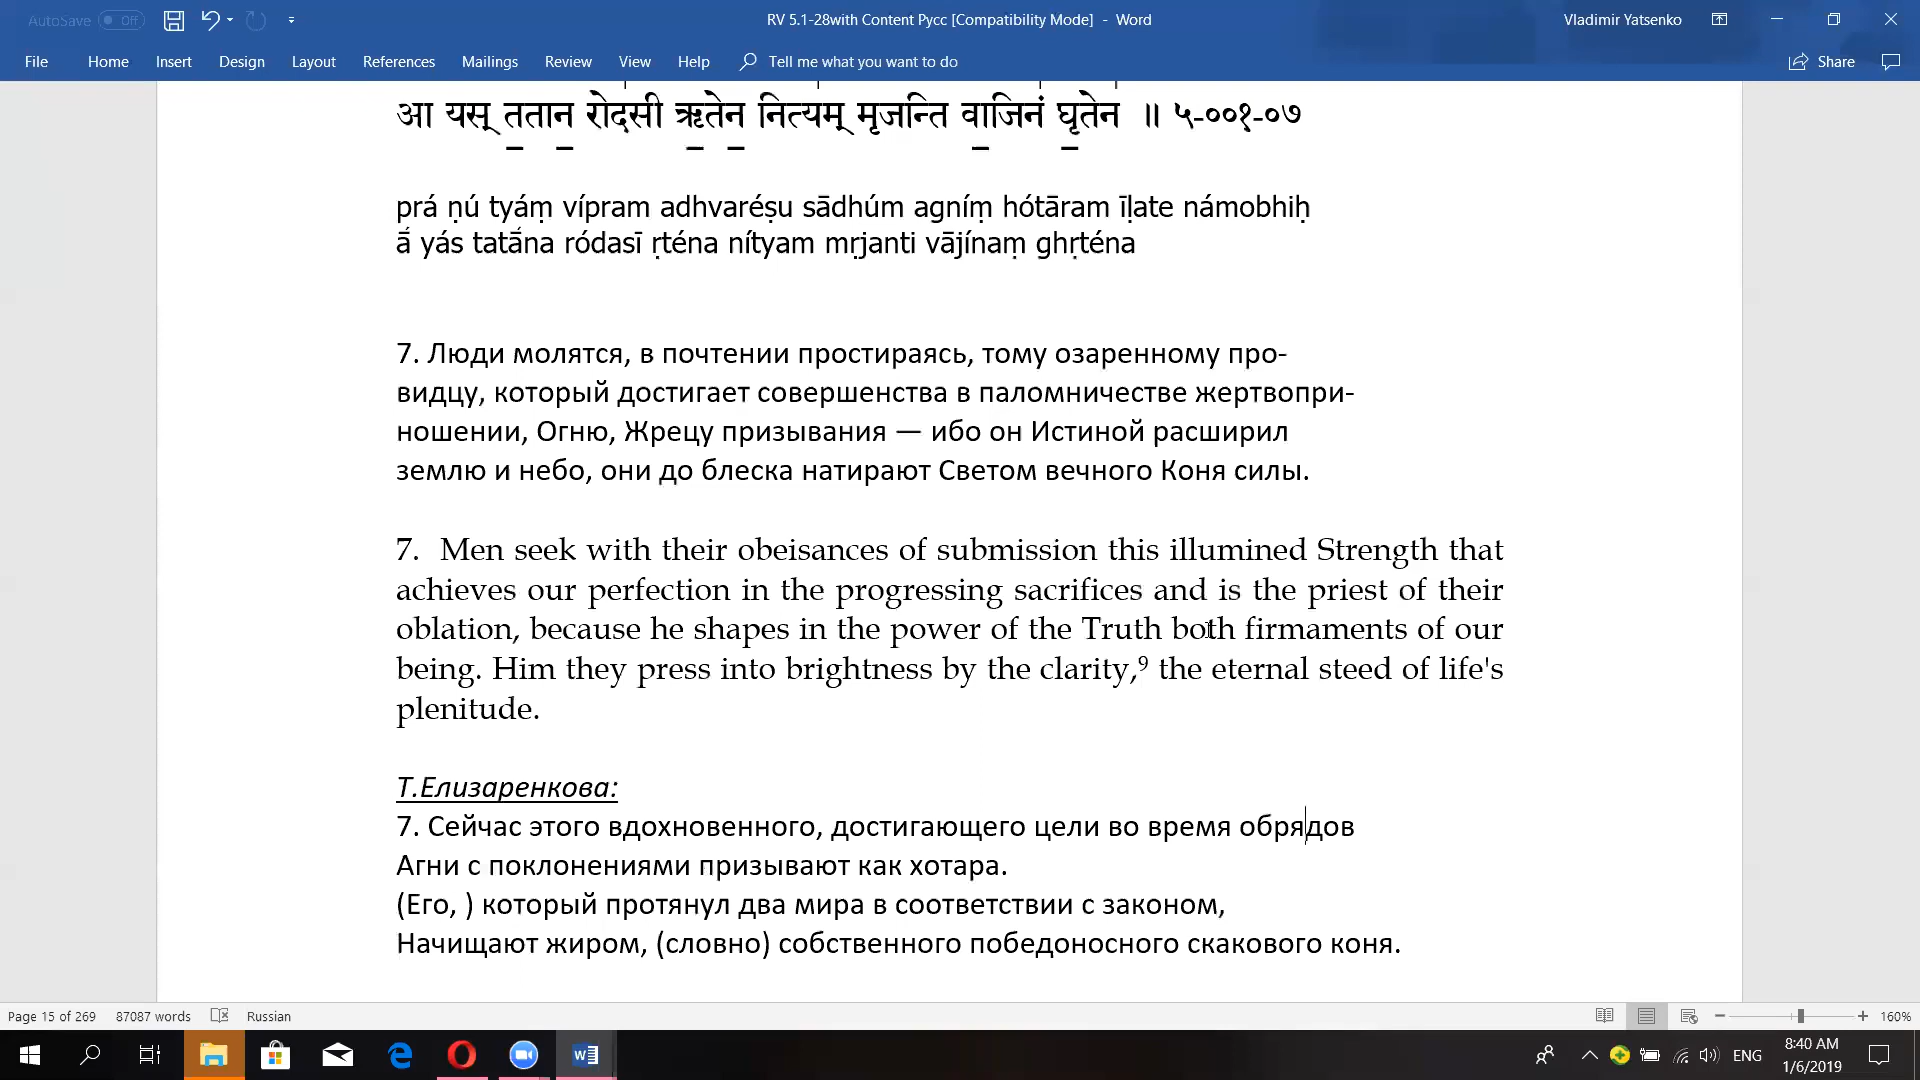 AutoSave Off
RV 5.1-28with Content Русс [Compatibility Mode] - Word
Vladimir Yatsenko
File Home Insert Design Layout References Mailings Review View Help Tell me what you want to do Share
आ यस् ततान रोदसी ऋतेन नित्यम् मृजन्ति वाजिनं घृतेन ॥ ५-००१-०७
prá ṇú tyáṃ vípram adhvaréṣu sādhúm agníṃ hótāram īḷate námobhiḥ
ā́ yás tatā́na ródasī ṛténa nítyam mṛjanti vājínaṃ ghṛténa
7. Люди молятся, в почтении простираясь, тому озаренному про-
видцу, который достигает совершенства в паломничестве жертвопри-
ношении, Огню, Жрецу призывания — ибо он Истиной расширил
землю и небо, они до блеска натирают Светом вечного Коня силы.
7. Men seek with their obeisances of submission this illumined Strength that
achieves our perfection in the progressing sacrifices and is the priest of their
oblation, because he shapes in the power of the Truth both firmaments of our
being. Him they press into brightness by the clarity,⁹ the eternal steed of life's
plenitude.
Т.Елизаренкова:
7. Сейчас этого вдохновенного, достигающего цели во время обрядов
Агни с поклонениями призывают как хотара.
(Его, ) который протянул два мира в соответствии с законом,
Начищают жиром, (словно) собственного победоносного скакового коня.
Page 15 of 269 87087 words Russian 160%
ENG
8:40 AM
1/6/2019